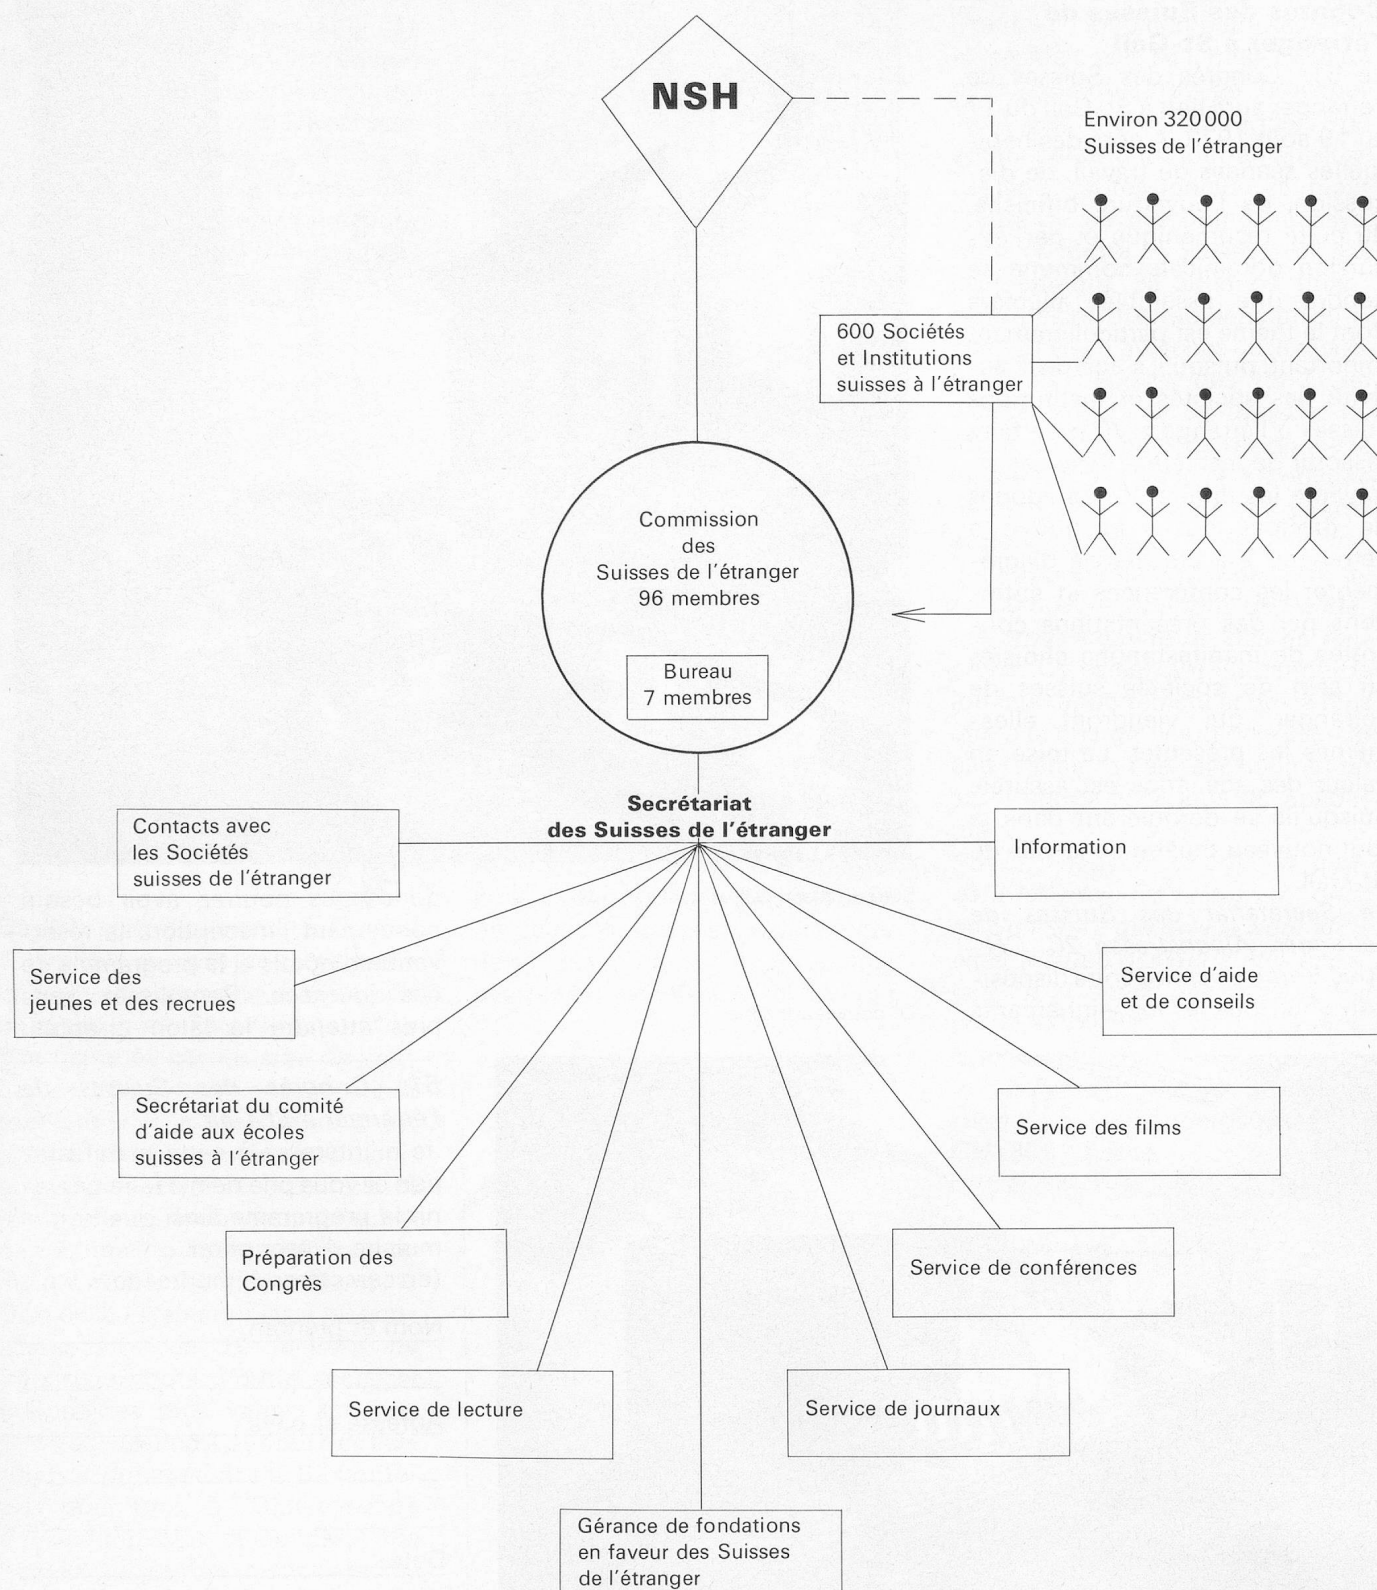 NSH
Environ 320 000
Suisses de l'étranger
600 Sociétés
et Institutions
suisses à l'étranger
Commission
des
Suisses de l'étranger
96 membres
Bureau
7 membres
Secrétariat
des Suisses de l'étranger
Contacts avec
les Sociétés
suisses de l'étranger
Information
Service des
jeunes et des recrues
Service d'aide
et de conseils
Secrétariat du comité
d'aide aux écoles
suisses à l'étranger
Service des films
Préparation des
Congrès
Service de conférences
Service de lecture
Service de journaux
Gérance de fondations
en faveur des Suisses
de l'étranger